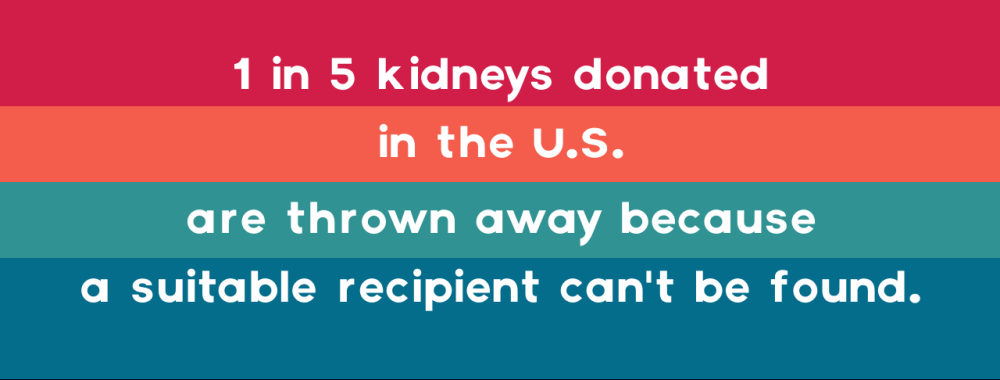 1 in 5 kidneys donated
in the U.S.
are thrown away because
a suitable recipient can't be found.